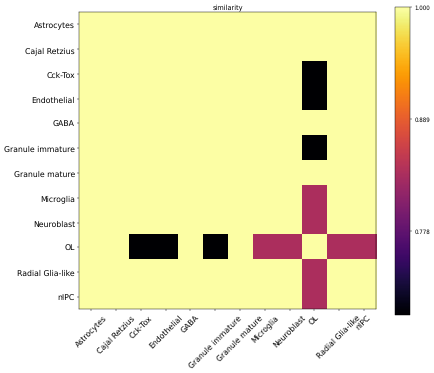 similarity
Astrocytes
Cajal Retzius
Cck-Tox
Endothelial
GABA
Granule immature
Granule mature
Microglia
Neuroblast
OL
Radial Glia-like
nIPC
1.000
0.889
0.778
Astrocytes
Cajal Retzius
Cck-Tox
Endothelial
GABA
Granule immature
Granule mature
Microglia
Neuroblast
OL
Radial Glia-like
nIPC